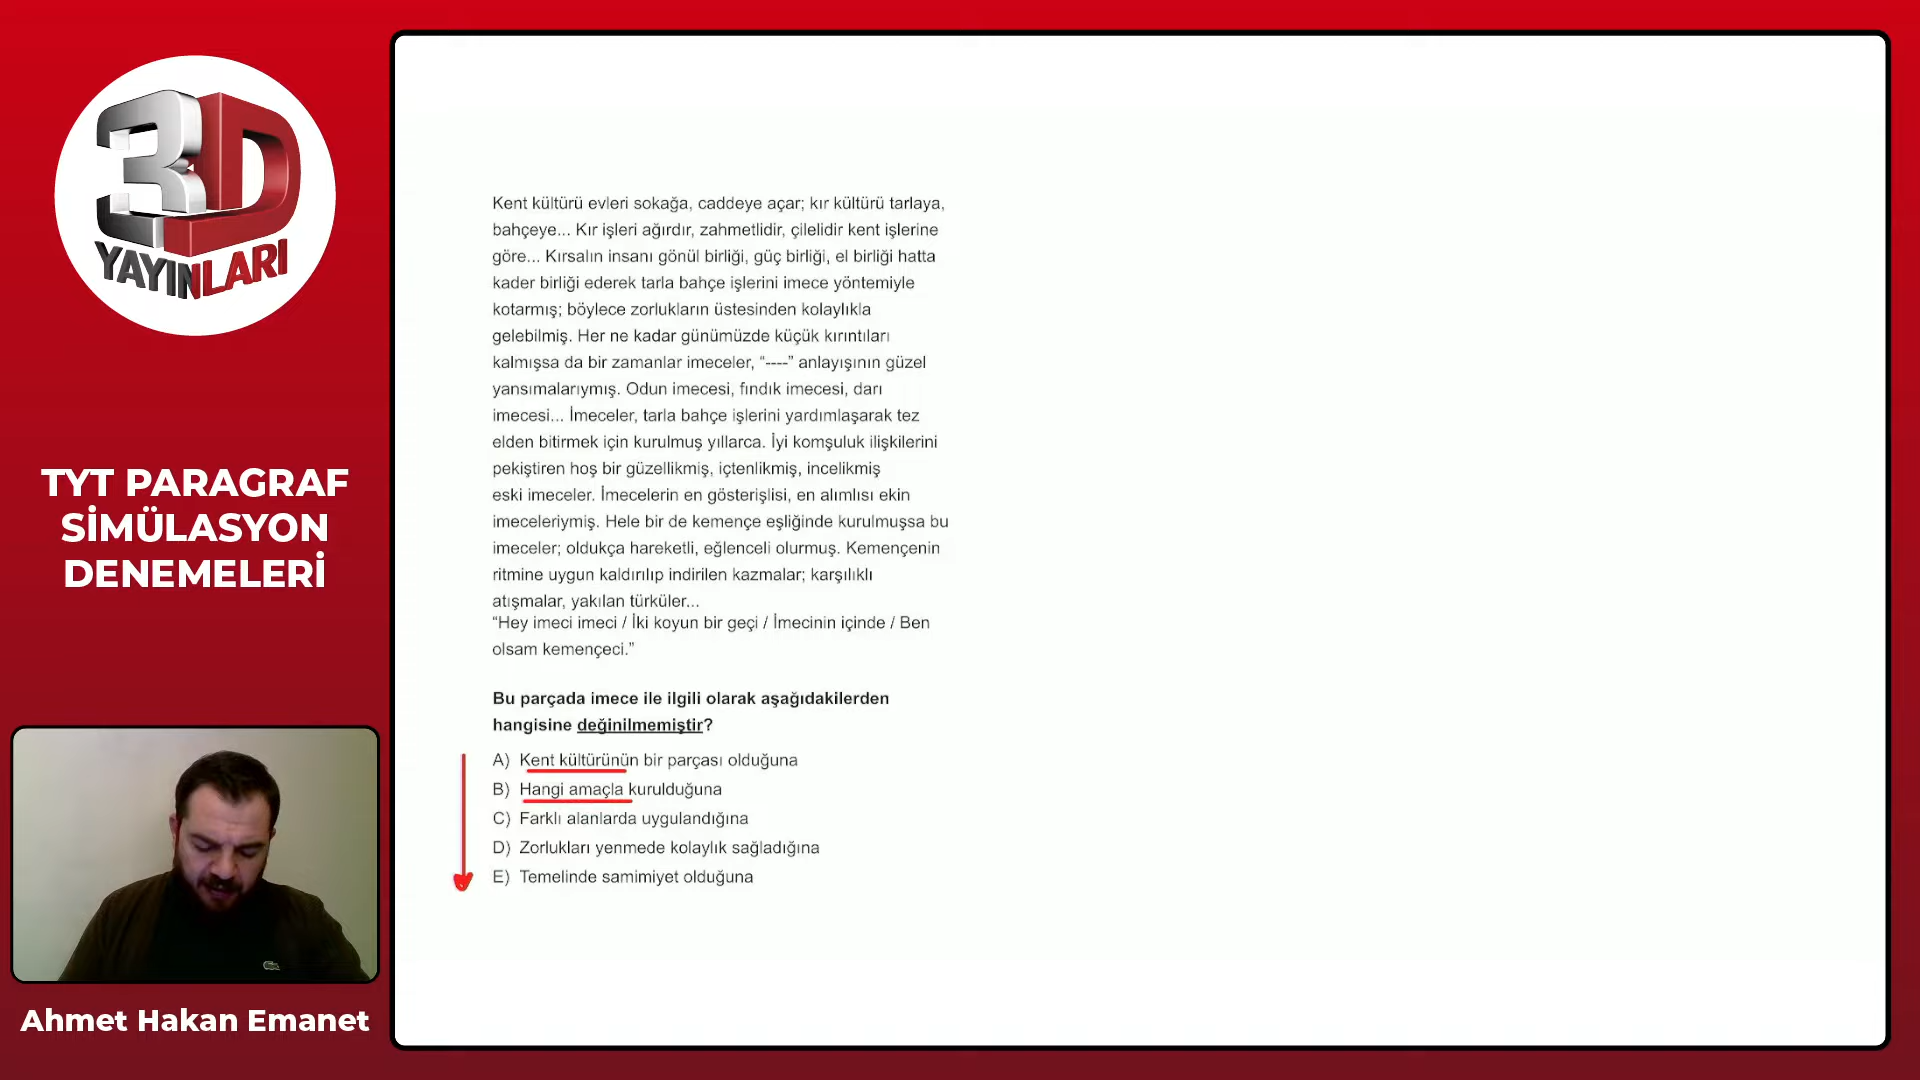 3D
YAYINLARI
TYT PARAGRAF
SİMÜLASYON
DENEMELERİ
Ahmet Hakan Emanet
Kent kültürü evleri sokağa, caddeye açar; kır kültürü tarlaya,
bahçeye... Kır işleri ağırdır, zahmetlidir, çilelidir kent işlerine
göre... Kırsalın insanı gönül birliği, güç birliği, el birliği hatta
kader birliği ederek tarla bahçe işlerini imece yöntemiyle
kotarmış; böylece zorlukların üstesinden kolaylıkla
gelebilmiş. Her ne kadar günümüzde küçük kırıntıları
kalmışsa da bir zamanlar imeceler, “----” anlayışının güzel
yansımalarıymış. Odun imecesi, fındık imecesi, darı
imecesi... İmeceler, tarla bahçe işlerini yardımlaşarak tez
elden bitirmek için kurulmuş yıllarca. İyi komşuluk ilişkilerini
pekiştiren hoş bir güzellikmiş, içtenlikmiş, incelikmiş
eski imeceler. İmecelerin en gösterişlisi, en alımlısı ekin
imeceleriymiş. Hele bir de kemençe eşliğinde kurulmuşsa bu
imeceler; oldukça hareketli, eğlenceli olurmuş. Kemençenin
ritmine uygun kaldırılıp indirilen kazmalar; karşılıklı
atışmalar, yakılan türküler...
“Hey imeci imeci / İki koyun bir geçi / İmecinin içinde / Ben
olsam kemençeci.”
Bu parçada imece ile ilgili olarak aşağıdakilerden
hangisine değinilmemiştir?
A) Kent kültürünün bir parçası olduğuna
B) Hangi amaçla kurulduğuna
C) Farklı alanlarda uygulandığına
D) Zorlukları yenmede kolaylık sağladığına
E) Temelinde samimiyet olduğuna